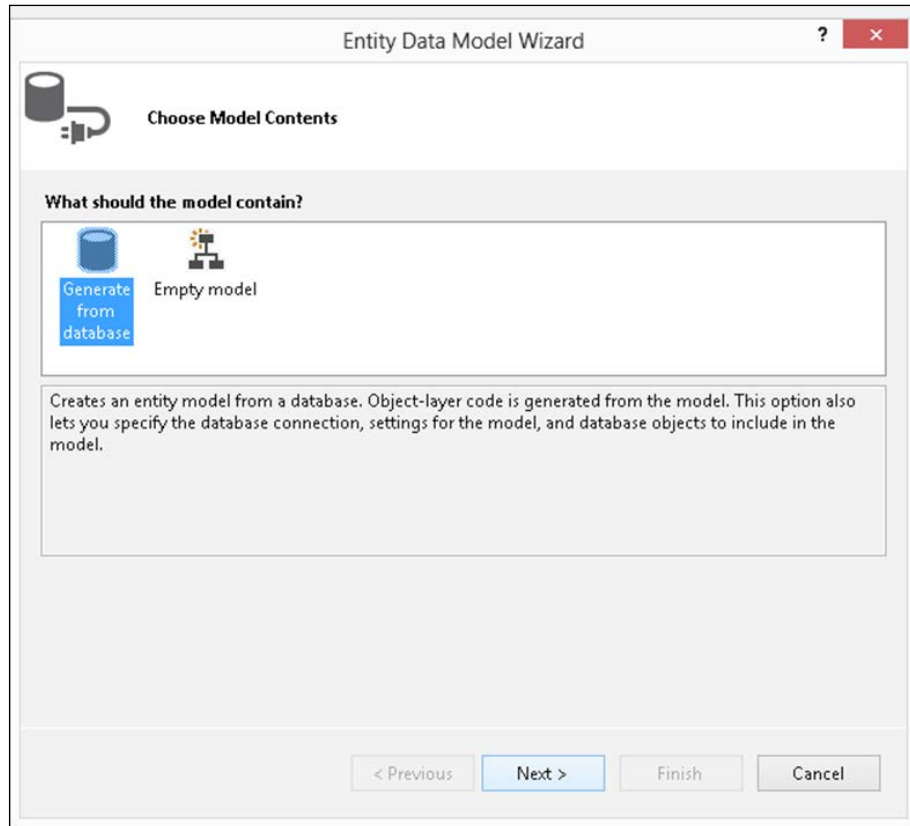 Entity Data Model Wizard
?
×
Choose Model Contents
What should the model contain?
Generate
from
database
Empty model
Creates an entity model from a database. Object-layer code is generated from the model. This option also
lets you specify the database connection, settings for the model, and database objects to include in the
model.
< Previous
Next >
Finish
Cancel